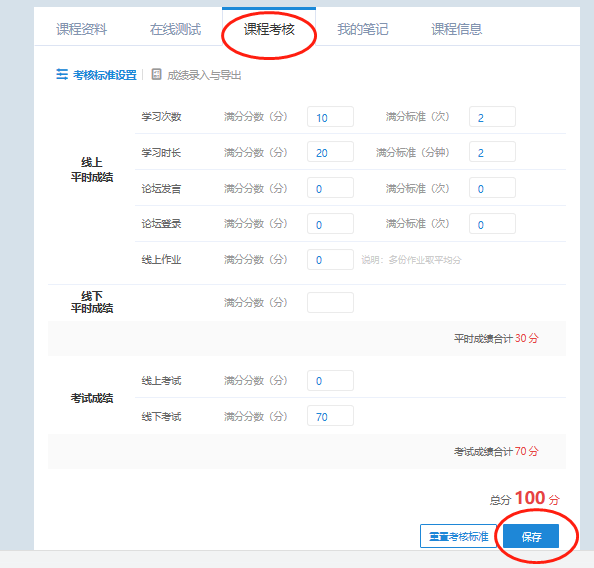 课程资料 在线测试 课程考核 我的笔记 课程信息
考核标准设置 成绩录入与导出
学习次数 满分分数（分） 10 满分标准（次） 2
学习时长 满分分数（分） 20 满分标准（分钟） 2
线上
平时成绩
论坛发言 满分分数（分） 0 满分标准（次） 0
论坛登录 满分分数（分） 0 满分标准（次） 0
线上作业 满分分数（分） 0 说明：多份作业取平均分
线下
平时成绩
满分分数（分）
平时成绩合计 30 分
线上考试 满分分数（分） 0
考试成绩
线下考试 满分分数（分） 70
考试成绩合计 70 分
总分 100 分
重置考核标准 保存